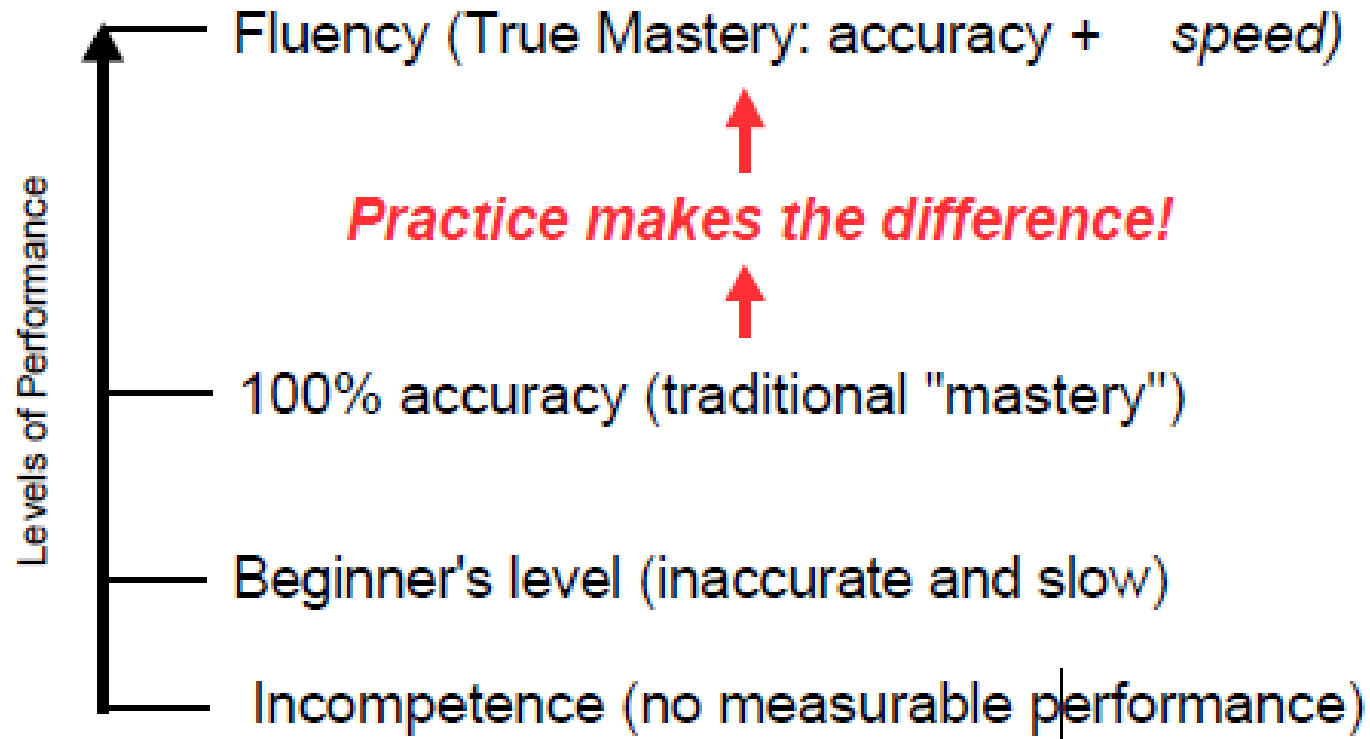 Fluency (True Mastery: accuracy + speed)
Practice makes the difference!
100% accuracy (traditional "mastery")
Beginner's level (inaccurate and slow)
Incompetence (no measurable performance)
Levels of Performance